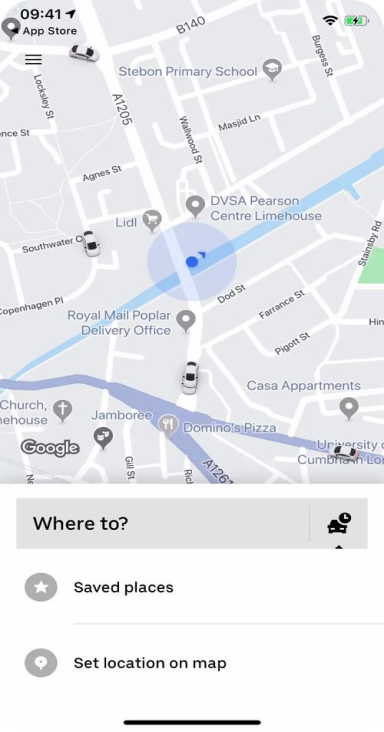 09:41
App Store
B140
Burgess St
Stebon Primary School
Locksley St
A1205
Wallwood St
Masjid Ln
ence St
Agnes St
DVSA Pearson
Centre Limehouse
Lidl
Southwater C
Stainsby Rd
Dod St
Copenhagen Pl
Farrance St
Royal Mail Poplar
Delivery Office
Hin
Pigott St
Casa Appartments
Church,
ehouse
Jamboree
Domino's Pizza
Google
University o
Cumbria in Lon
Gill St
A126
Ric
Ne
Where to?
Saved places
Set location on map